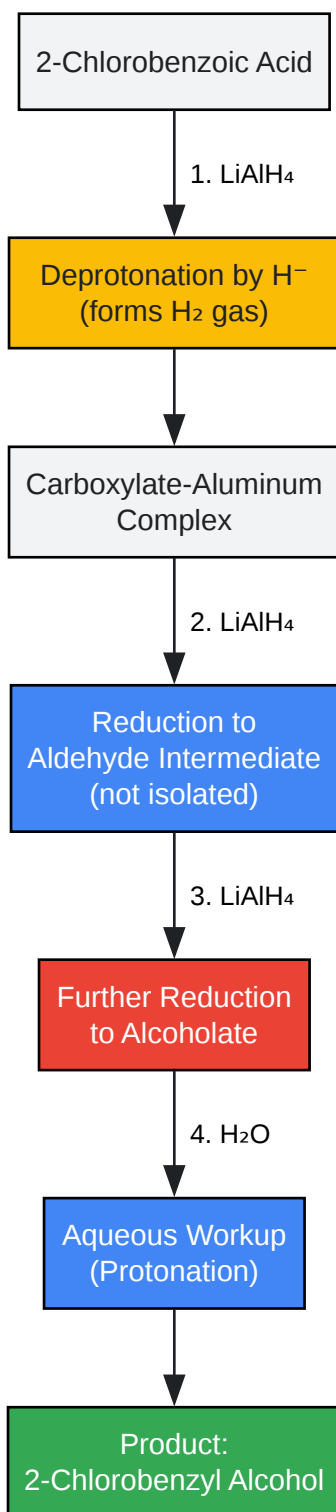 2-Chlorobenzoic Acid
1. LiAlH₄
Deprotonation by H⁻
(forms H₂ gas)
Carboxylate-Aluminum
Complex
2. LiAlH₄
Reduction to
Aldehyde Intermediate
(not isolated)
3. LiAlH₄
Further Reduction
to Alcoholate
4. H₂O
Aqueous Workup
(Protonation)
Product:
2-Chlorobenzyl Alcohol